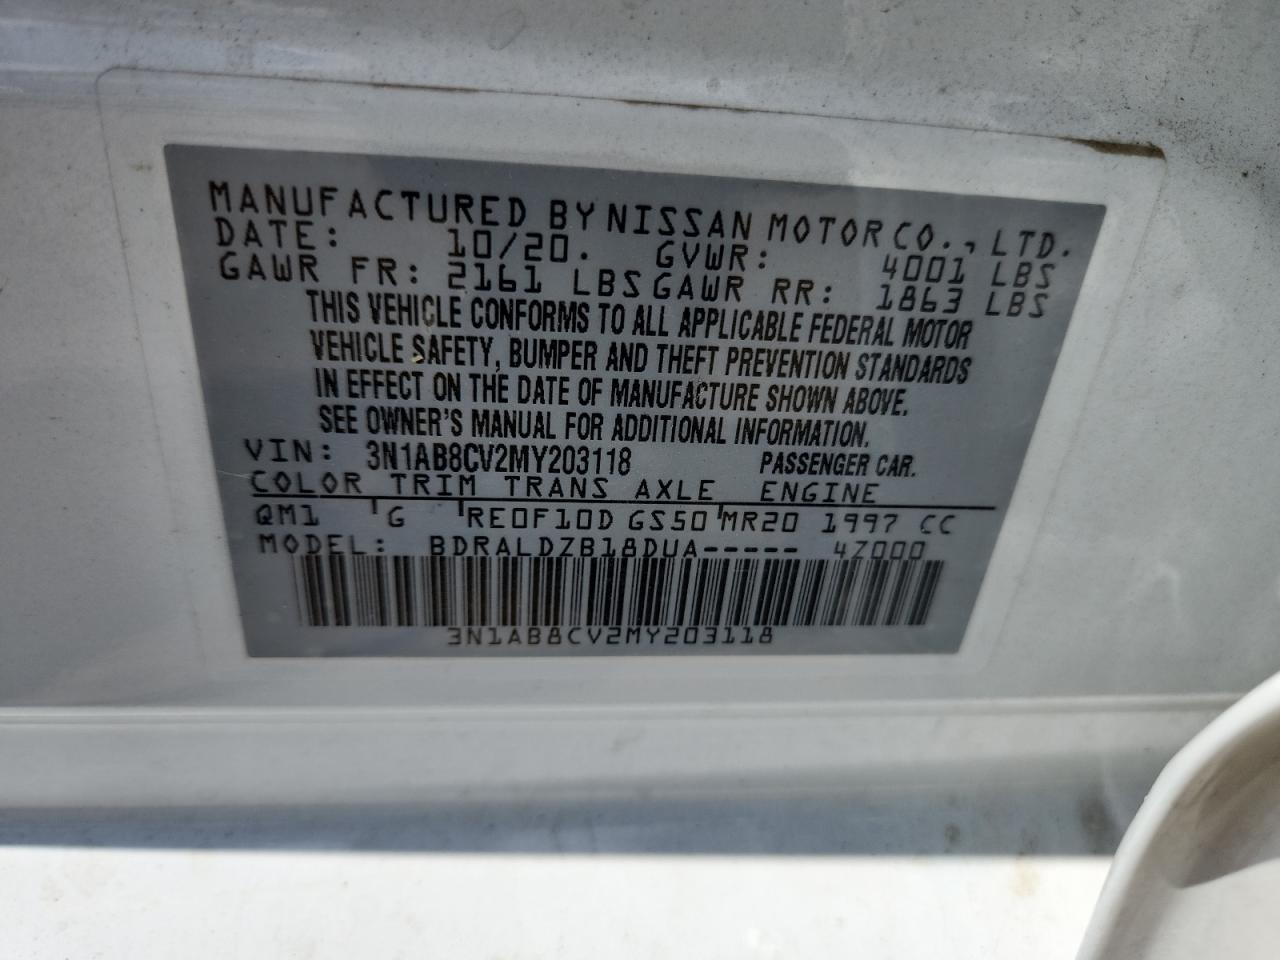 MANUFACTURED BY NISSAN MOTOR CO., LTD.
DATE: 10/20. GVWR: 4001 LBS
GAWR FR: 2161 LBS GAWR RR: 1863 LBS
THIS VEHICLE CONFORMS TO ALL APPLICABLE FEDERAL MOTOR
VEHICLE SAFETY, BUMPER AND THEFT PREVENTION STANDARDS
IN EFFECT ON THE DATE OF MANUFACTURE SHOWN ABOVE.
SEE OWNER'S MANUAL FOR ADDITIONAL INFORMATION.
VIN: 3N1AB8CV2MY203118 PASSENGER CAR.
COLOR TRIM TRANS AXLE ENGINE
QM1 G RE0F10D GS50 MR20 1997 CC
MODEL: BDRALDZB18DUA----- 4Z000
3N1AB8CV2MY203118